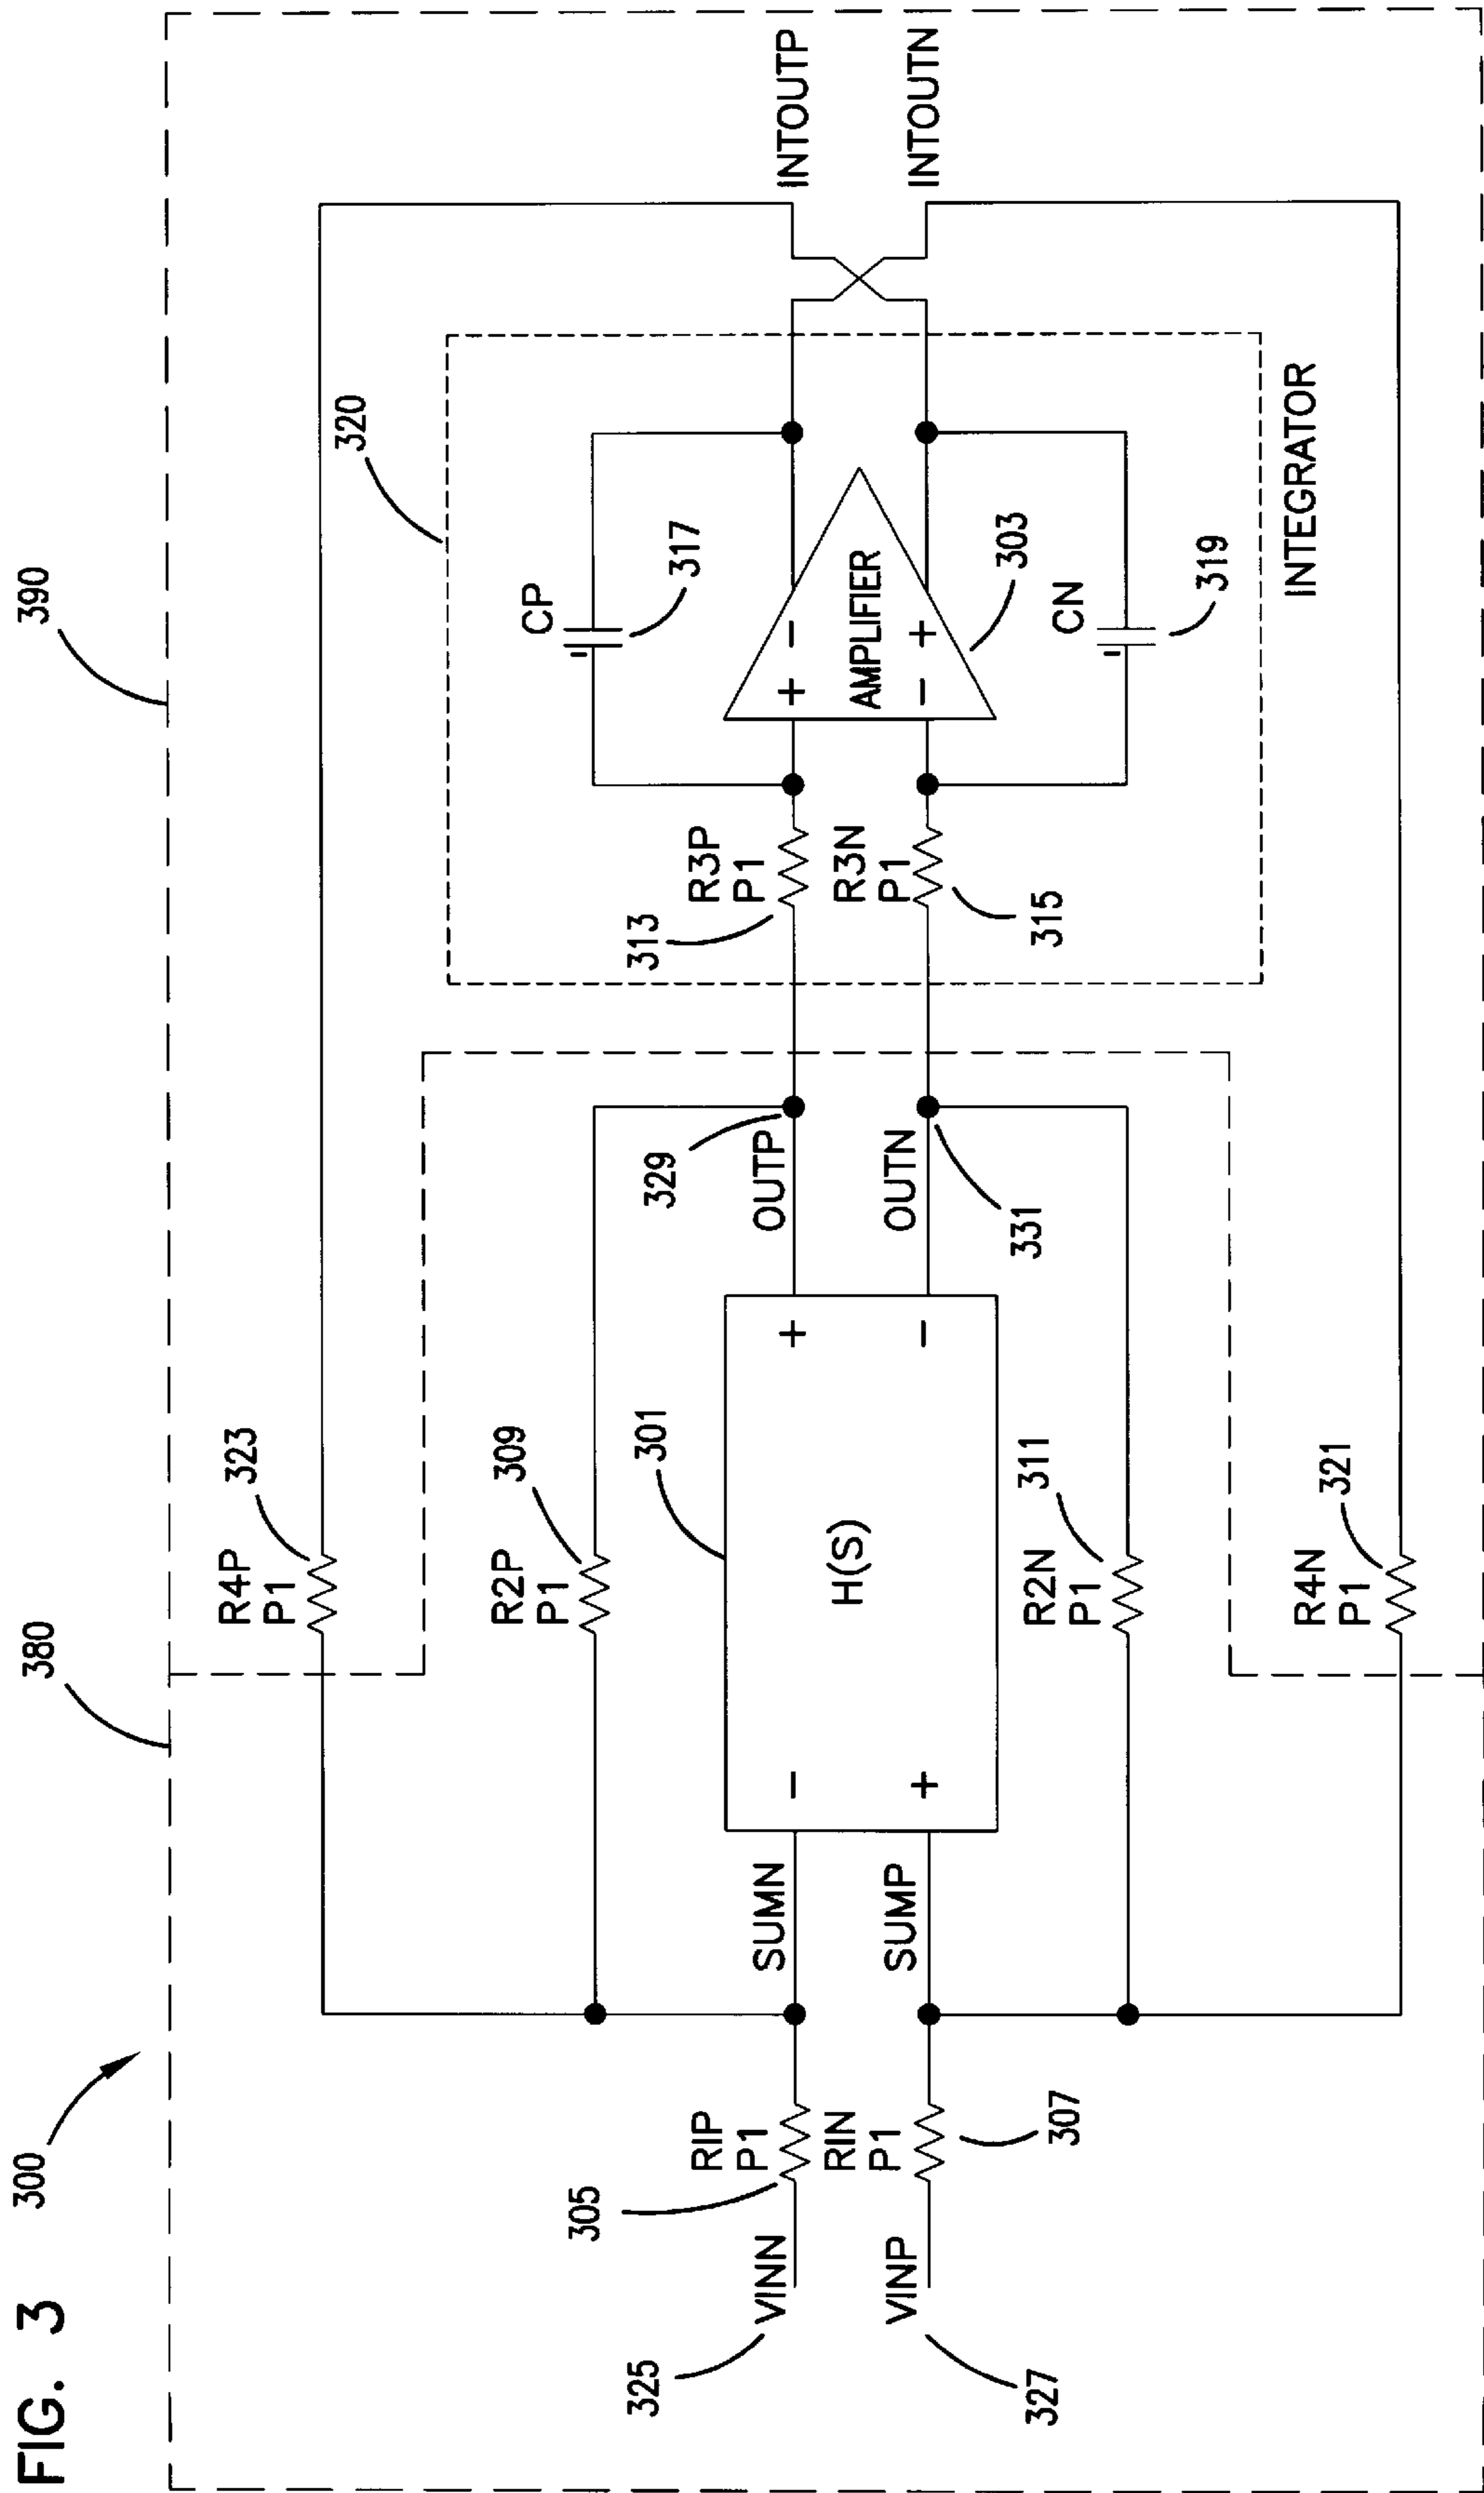 FIG. 3
300
380
390
R4P
P1
323
320
R2P
P1
309
CP
317
305
RIP
P1
325
VINN
SUMN
301
329
OUTP
313
R3P
P1
INTOUTP
-
+
+
-
H(S)
AMPLIFIER
RIN
P1
R3N
P1
327
VINP
SUMP
OUTN
INTOUTN
+
-
-
+
307
331
315
303
R2N
P1
311
CN
319
R4N
P1
321
INTEGRATOR